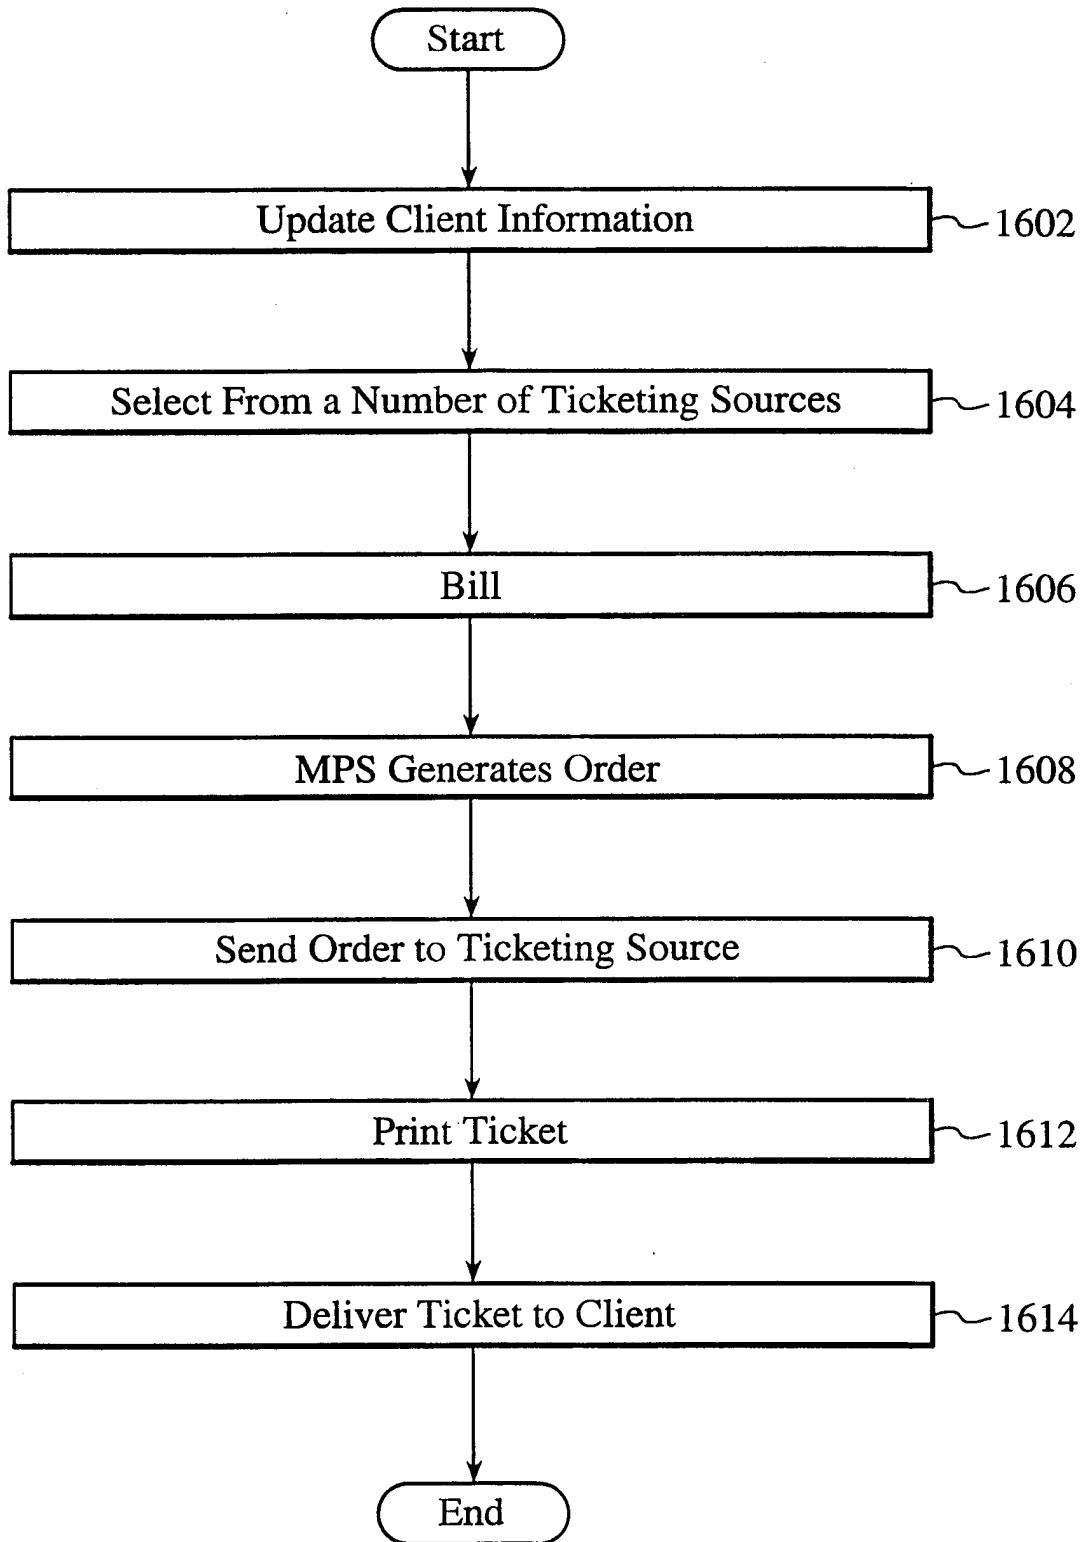 Start
Update Client Information
1602
Select From a Number of Ticketing Sources
1604
Bill
1606
MPS Generates Order
1608
Send Order to Ticketing Source
1610
Print Ticket
1612
Deliver Ticket to Client
1614
End